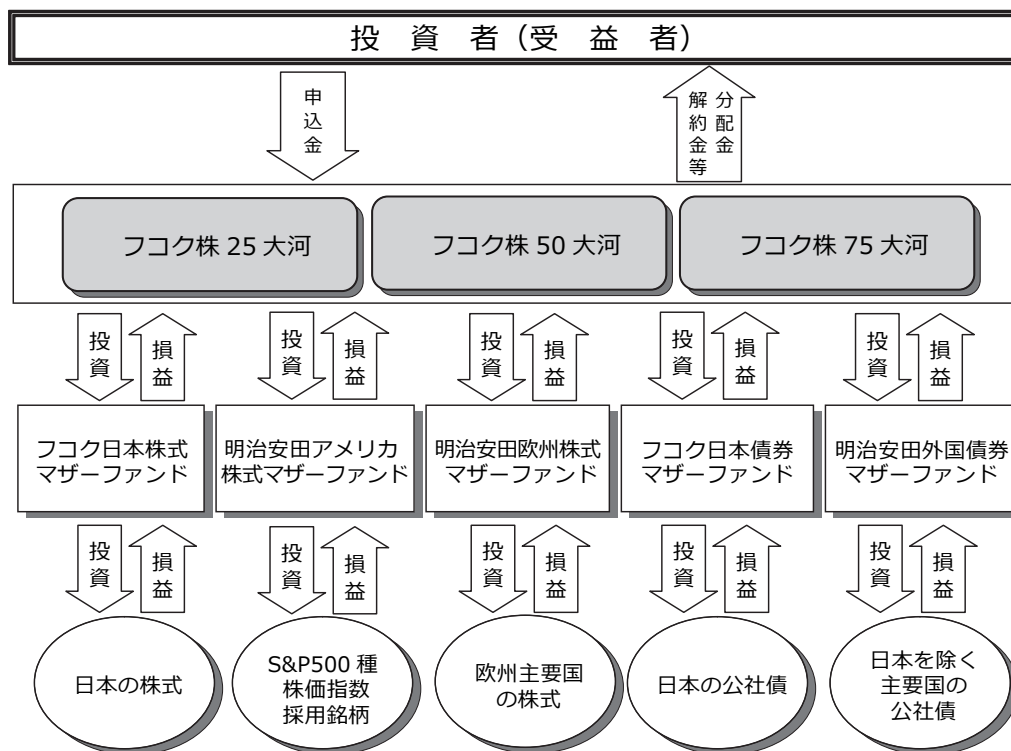 投資者（受益者）
申込金
分配金
解約金等
フコク株 25 大河
フコク株 50 大河
フコク株 75 大河
投資
損益
投資
損益
投資
損益
投資
損益
投資
損益
フコク日本株式
マザーファンド
明治安田アメリカ
株式マザーファンド
明治安田欧州株式
マザーファンド
フコク日本債券
マザーファンド
明治安田外国債券
マザーファンド
投資
損益
投資
損益
投資
損益
投資
損益
投資
損益
日本の株式
S&P500 種
株価指数
採用銘柄
欧州主要国
の株式
日本の公社債
日本を除く
主要国の
公社債